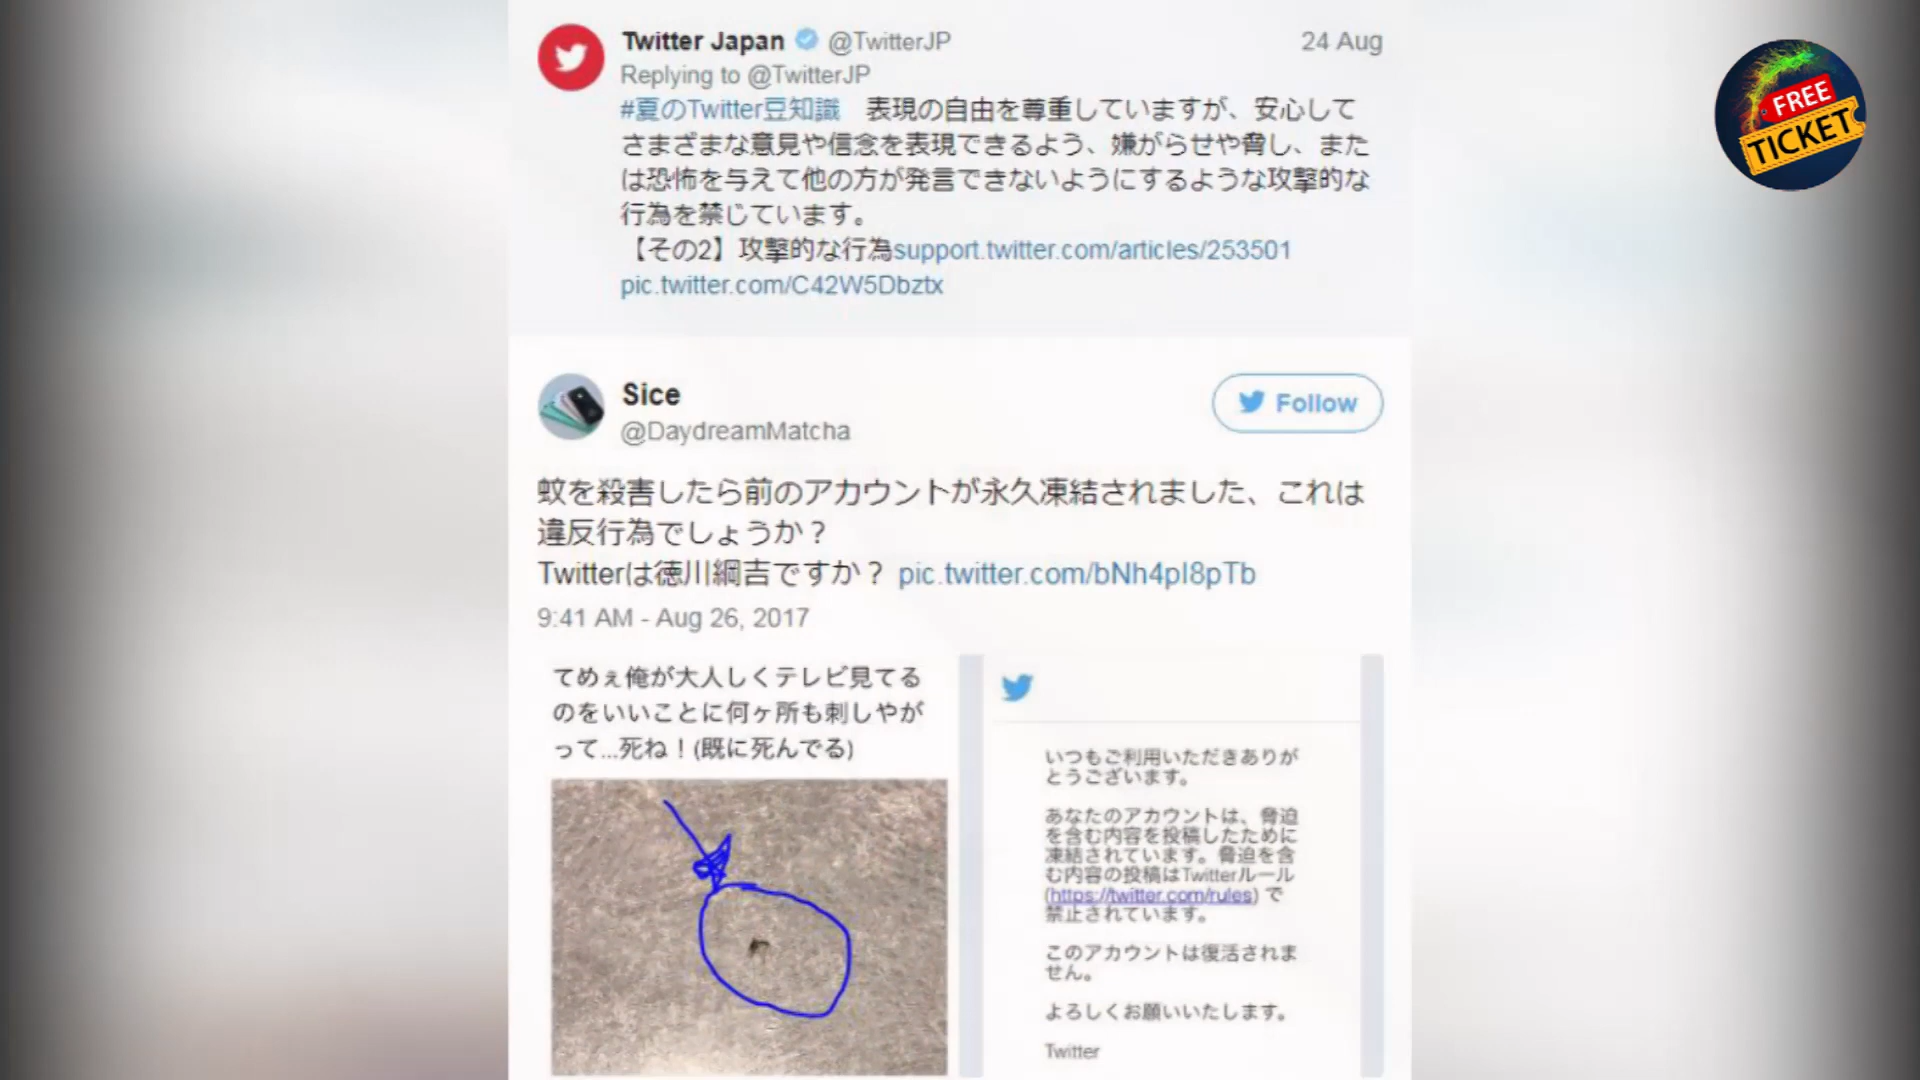 Twitter Japan @TwitterJP 24 Aug
Replying to @TwitterJP
#夏のTwitter豆知識　表現の自由を尊重していますが、安心して
さまざまな意見や信念を表現できるよう、嫌がらせや脅し、また
は恐怖を与えて他の方が発言できないようにするような攻撃的な
行為を禁じています。
【その2】攻撃的な行為support.twitter.com/articles/253501
pic.twitter.com/C42W5Dbztx
FREE
TICKET
Sice
@DaydreamMatcha
Follow
蚊を殺害したら前のアカウントが永久凍結されました、これは
違反行為でしょうか？
Twitterは徳川綱吉ですか？ pic.twitter.com/bNh4pI8pTb
9:41 AM - Aug 26, 2017
てめぇ俺が大人しくテレビ見てる
のをいいことに何ヶ所も刺しやが
って...死ね！(既に死んでる)
いつもご利用いただきありが
とうございます。
あなたのアカウントは、脅迫
を含む内容を投稿したために
凍結されています。脅迫を含
む内容の投稿はTwitterルール
(https://twitter.com/rules) で
禁止されています。
このアカウントは復活されま
せん。
よろしくお願いいたします。
Twitter